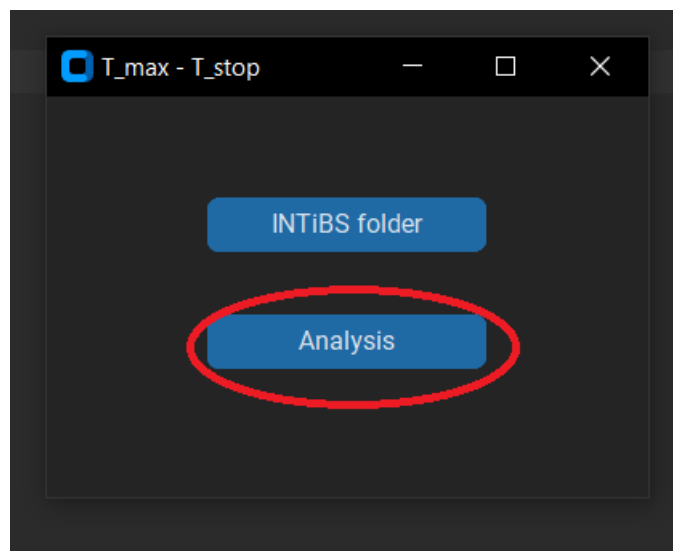 T_max - T_stop
INTiBS folder
Analysis